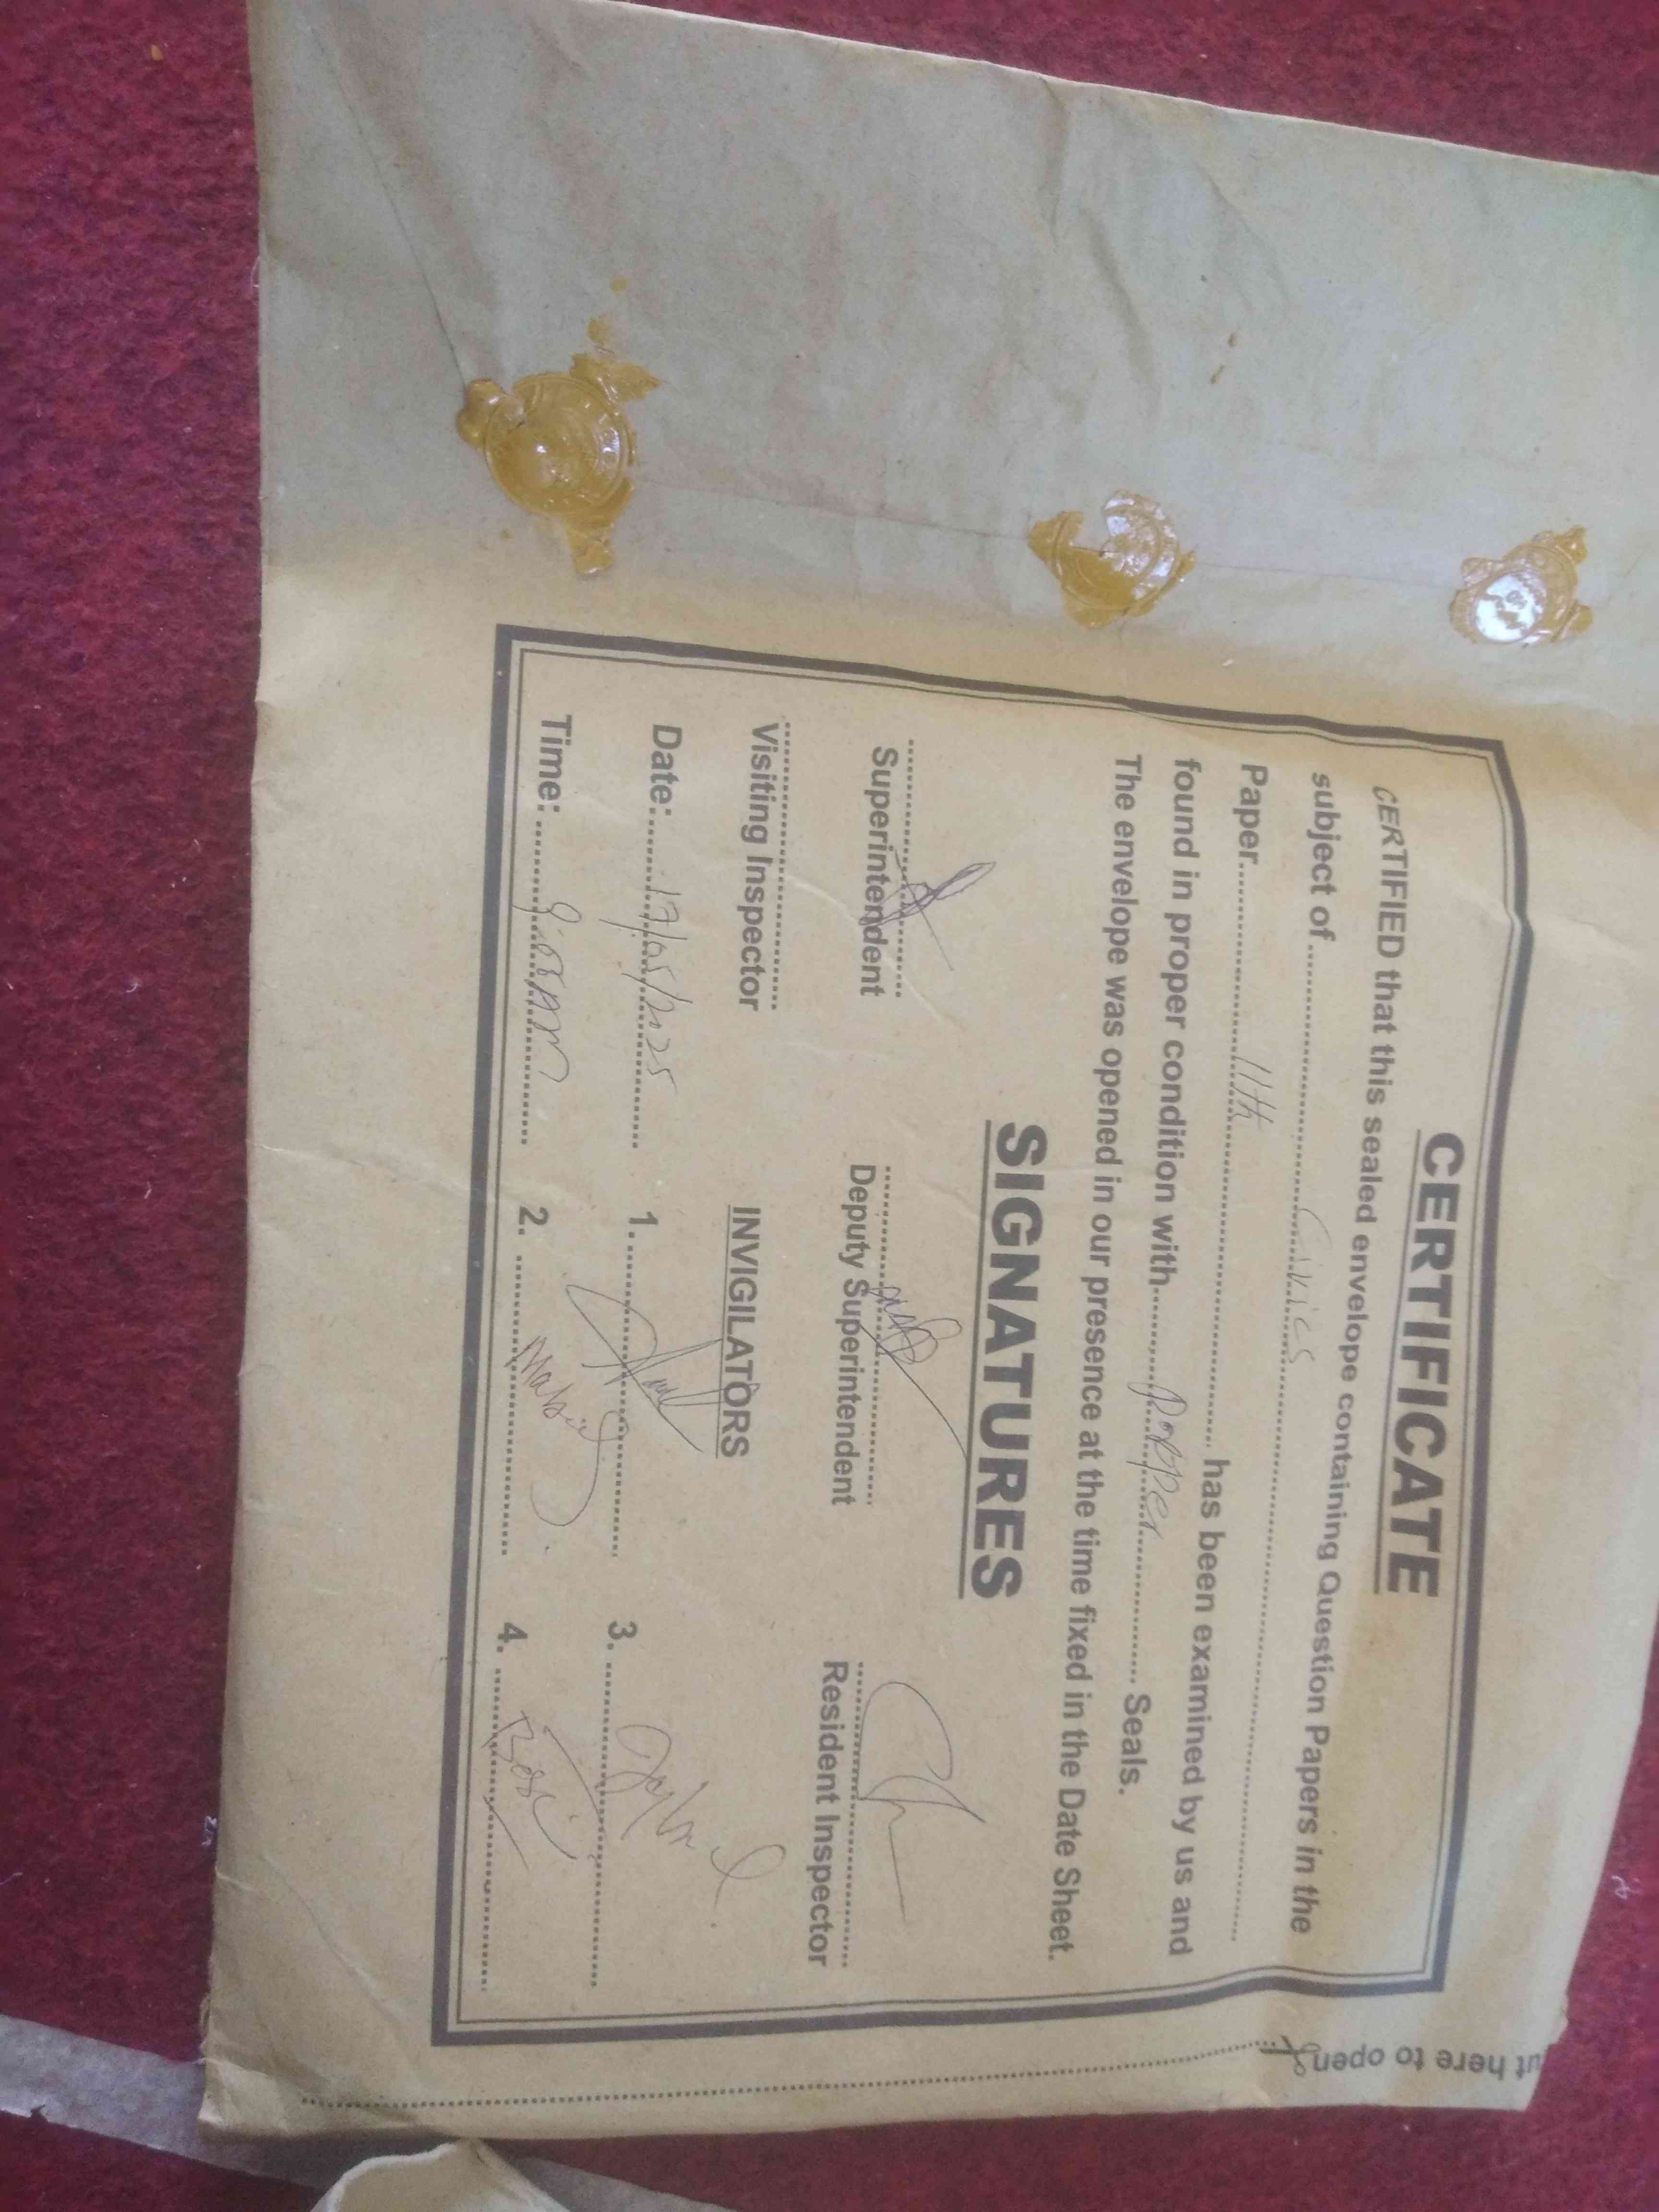 CERTIFICATE
CERTIFIED that this sealed envelope containing Question Papers in the
subject of Civics
Paper 11th has been examined by us and
found in proper condition with Propper Seals.
The envelope was opened in our presence at the time fixed in the Date Sheet.
SIGNATURES
Superintendent Deputy Superintendent Resident Inspector
Visiting Inspector INVIGILATORS
Date: 17/05/2025 1. 3.
Time: 9:00AM 2. 4.
ut here to open